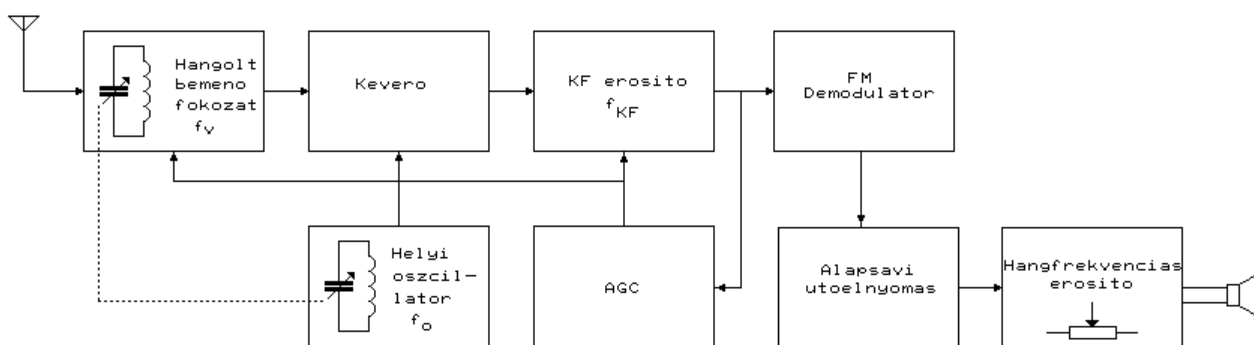 Hangolt
bemeno
fokozat
fv
Kevero
KF erosito
fKF
FM
Demodulator
Helyi
oszcil-
lator
fo
AGC
Alapsavi
utoelnyomas
Hangfrekvencias
erosito